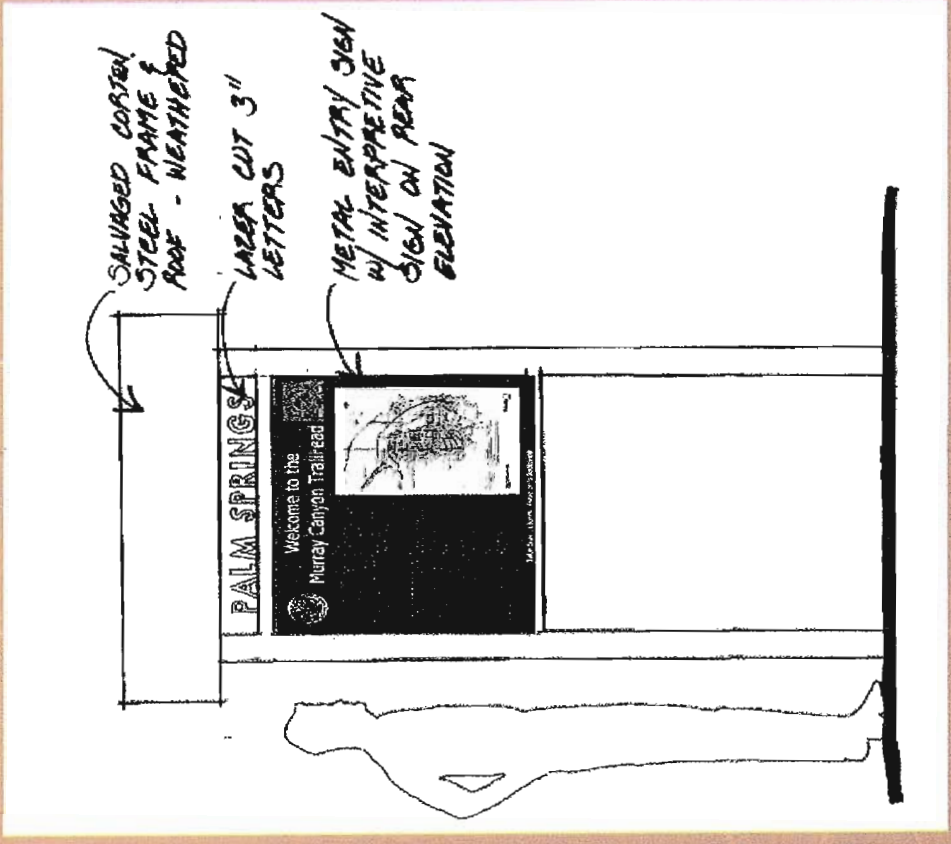 SALVAGED CORTEN
STEEL FRAME &
ROOF - WEATHERED
LAZER CUT 3"
LETTERS
METAL ENTRY SIGN
W/ INTERPRETIVE
SIGN ON REAR
ELEVATION
PALM SPRINGS
Welcome to the
Murray Canyon Trailhead